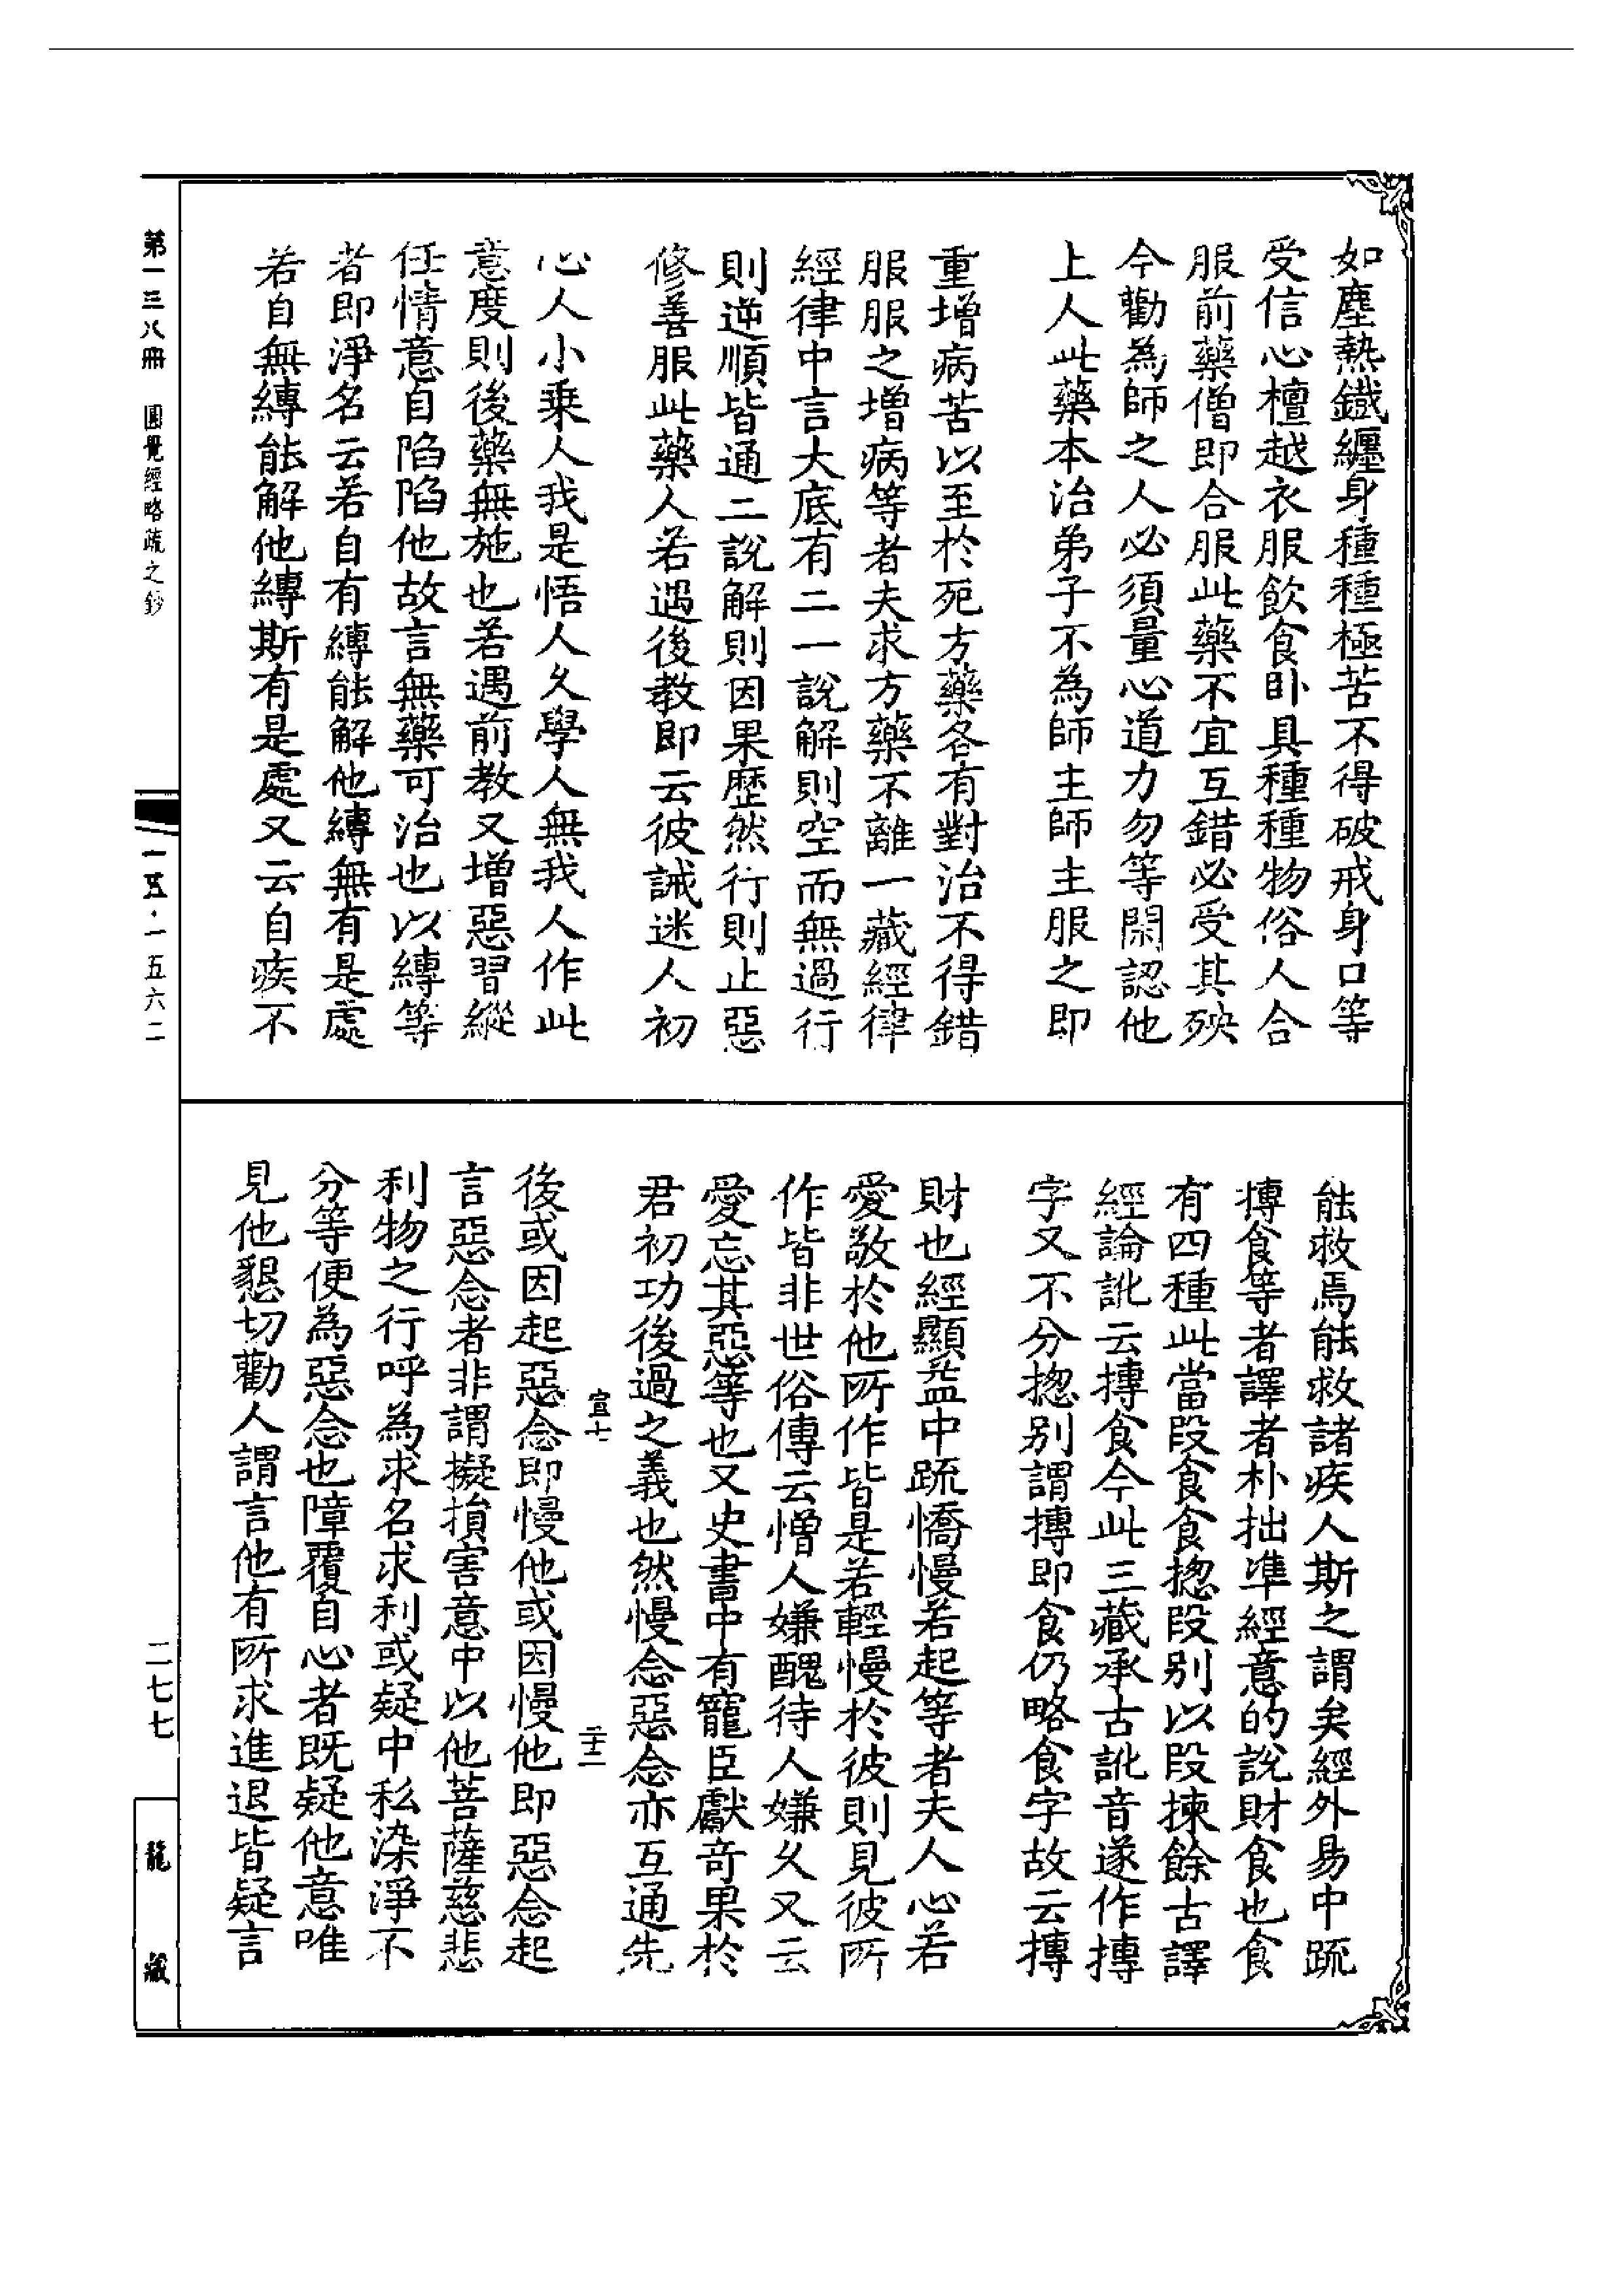 如塵熱鐵纏身種種極苦不得破戒身口等
受信心檀越衣服飲食卧具種種物俗人合
服前藥僧即合服此藥不宜互錯必受其殃
今勸為師之人必須量心道力勿等閑認他
上人此藥本治弟子不為師主師主服之即
重增病苦以至於死方藥各有對治不得錯
服服之增病等者夫求方藥不離一藏經律
經律中言大底有二一說解則空而無過行
則逆順皆通二說解則因果歷然行則止惡
修善服此藥人若遇後教即云彼誡迷人初
心人小乘人我是悟人久學人無我人作此
意度則後藥無施也若遇前教又增惡習縱
任情意自陷陷他故言無藥可治也以縛等
者即淨名云若自有縛能解他縛無有是處
若自無縛能解他縛斯有是處又云自疾不
能救焉能救諸疾人斯之謂矣經外易中疏
摶食等者譯者朴拙準經意的說財食也食
有四種此當段食食揔段別以段揀餘古譯
經論訛云摶食今此三藏承古訛音遂作摶
字又不分揔别謂摶即食仍略食字故云摶
財也經顯益中疏憍慢若起等者夫人心若
愛敬於他所作皆是若輕慢於彼則見彼所
作皆非世俗傳云憎人嫌醜待人嫌久又云
愛忘其惡等也又史書中有寵臣獻奇果於
君初功後過之義也然慢念惡念亦互通先
宣七
二十三
後或因起惡念即慢他或因慢他即惡念起
言惡念者非謂擬損害意中以他菩薩慈悲
利物之行呼為求名求利或疑中私染淨不
分等便為惡念也障覆自心者既疑他意唯
見他懇切勸人謂言他有所求進退皆疑言
第一三八冊 圓覺經略疏之鈔
一五·一五六二
二七七
龍藏